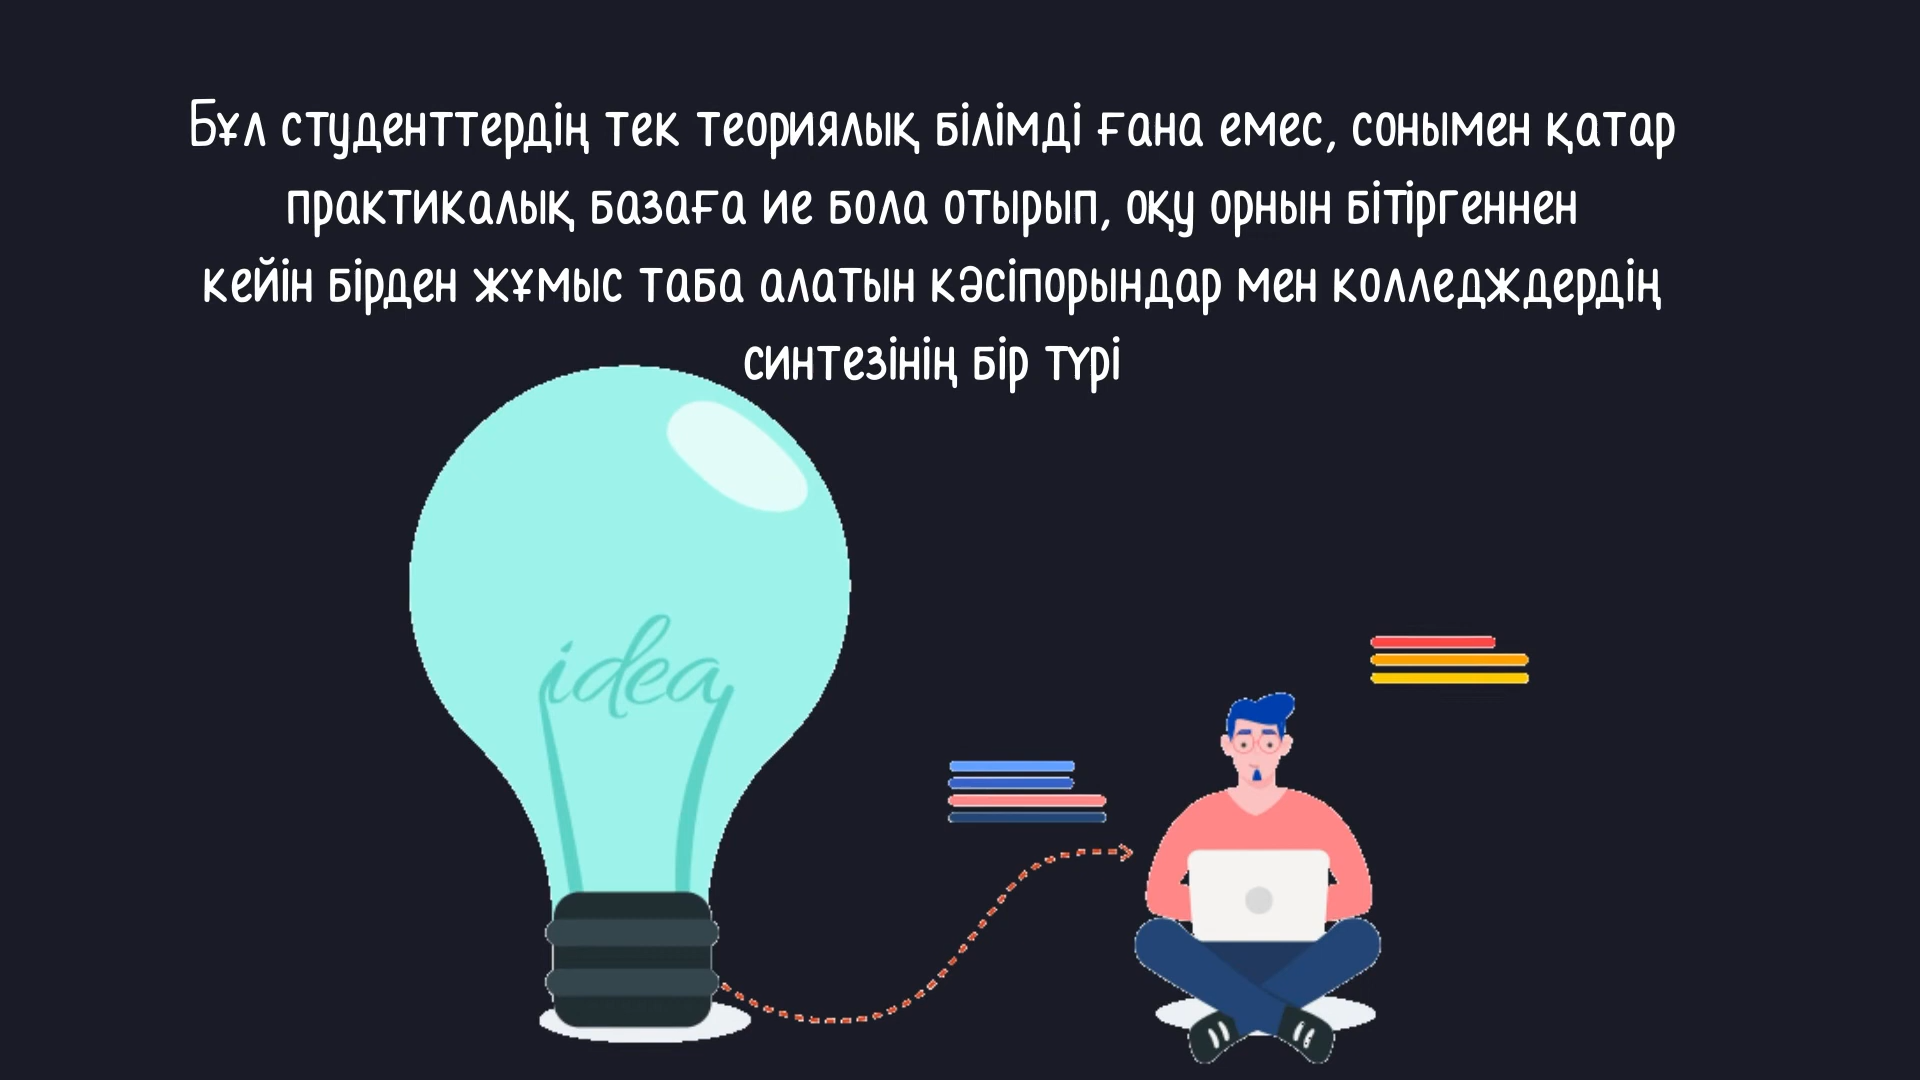 Бұл студенттердің тек теориялық білімді ғана емес, сонымен қатар
практикалық базаға ие бола отырып, оқу орнын бітіргеннен
кейін бірден жұмыс таба алатын кәсіпорындар мен колледждердің
синтезінің бір түрі
idea